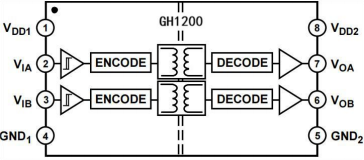 GH1200
VDD1 1
8 VDD2
VIA 2 ENCODE DECODE 7 VOA
VIB 3 ENCODE DECODE 6 VOB
GND1 4
5 GND2